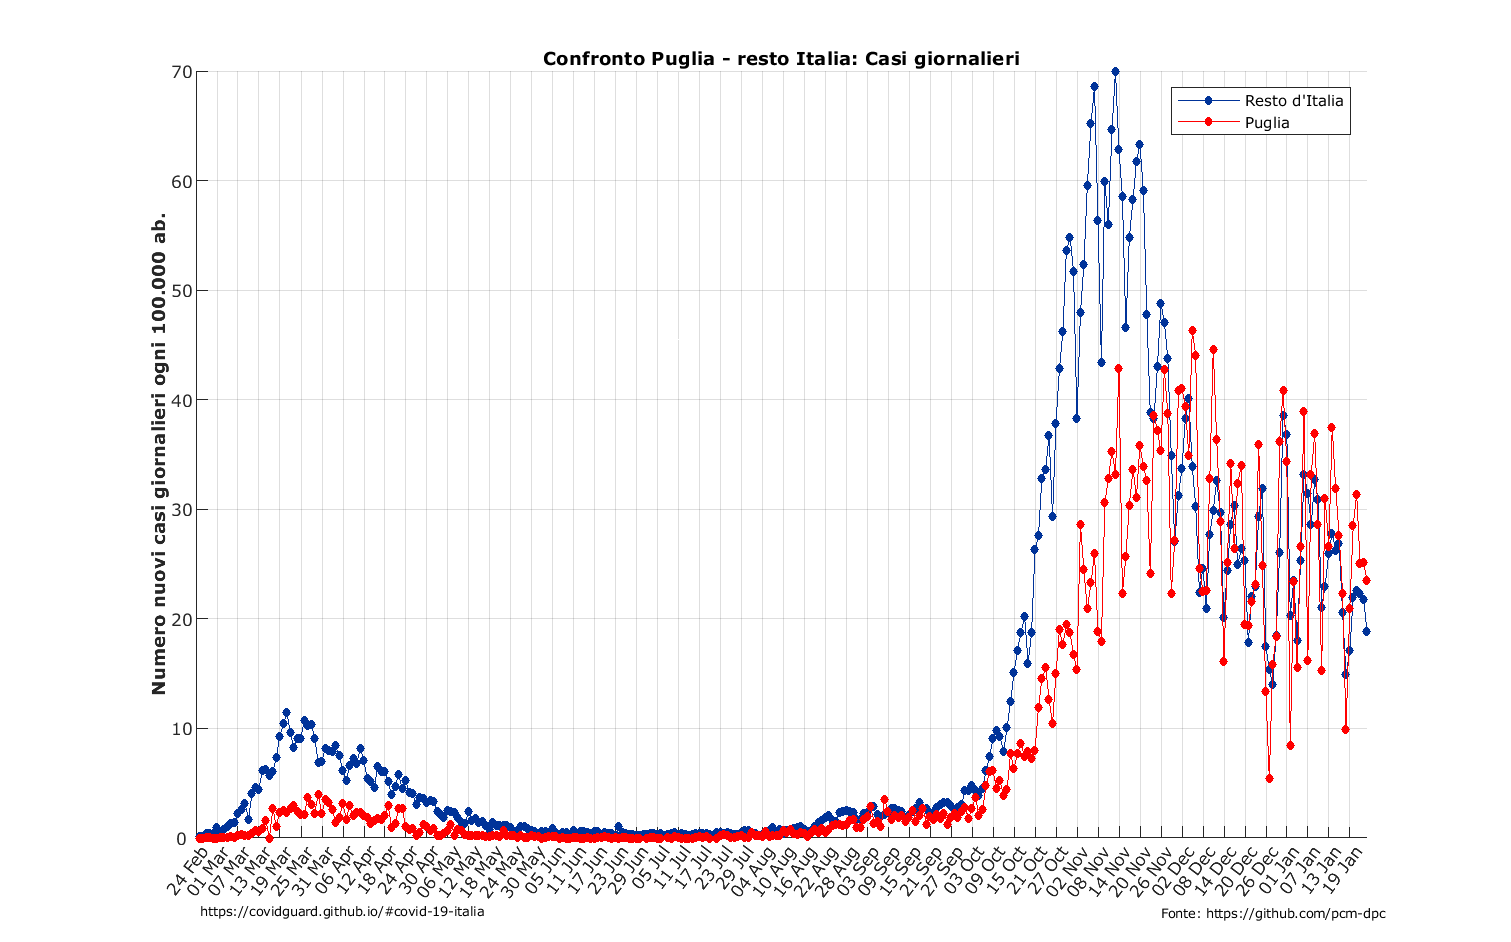 Confronto Puglia - resto Italia: Casi giornalieri
Resto d'Italia
Puglia
Numero nuovi casi giornalieri ogni 100.000 ab.
70
60
50
40
30
20
10
0
24 Feb
01 Mar
07 Mar
13 Mar
19 Mar
25 Mar
31 Mar
06 Apr
12 Apr
18 Apr
24 Apr
30 Apr
06 May
12 May
18 May
24 May
30 May
05 Jun
11 Jun
17 Jun
23 Jun
29 Jun
05 Jul
11 Jul
17 Jul
23 Jul
29 Jul
04 Aug
10 Aug
16 Aug
22 Aug
28 Aug
03 Sep
09 Sep
15 Sep
21 Sep
27 Sep
03 Oct
09 Oct
15 Oct
21 Oct
27 Oct
02 Nov
08 Nov
14 Nov
20 Nov
26 Nov
02 Dec
08 Dec
14 Dec
20 Dec
26 Dec
01 Jan
07 Jan
13 Jan
19 Jan
https://covidguard.github.io/#covid-19-italia
Fonte: https://github.com/pcm-dpc